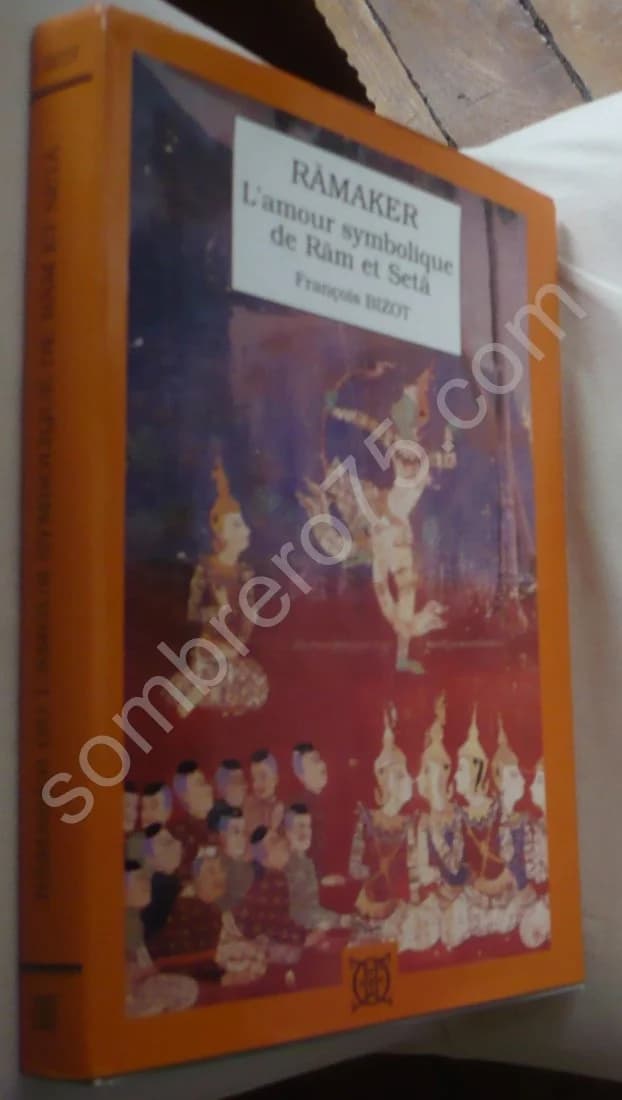 RÂMAKER
L'amour symbolique
de Râm et Setâ
François BIZOT
sombrero75.com